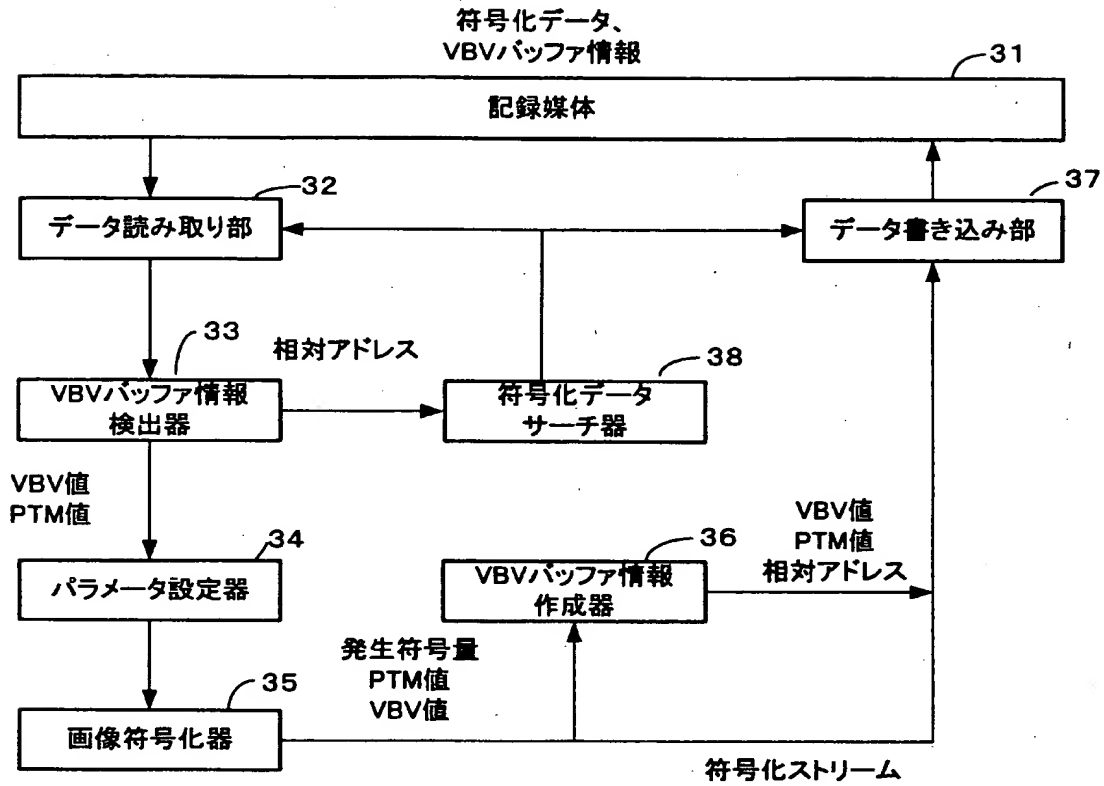 符号化データ、
VBVバッファ情報
31
記録媒体
32
データ読み取り部
37
データ書き込み部
33
VBVバッファ情報
検出器
相対アドレス
38
符号化データ
サーチ器
VBV値
PTM値
34
パラメータ設定器
36
VBVバッファ情報
作成器
VBV値
PTM値
相対アドレス
35
画像符号化器
発生符号量
PTM値
VBV値
符号化ストリーム